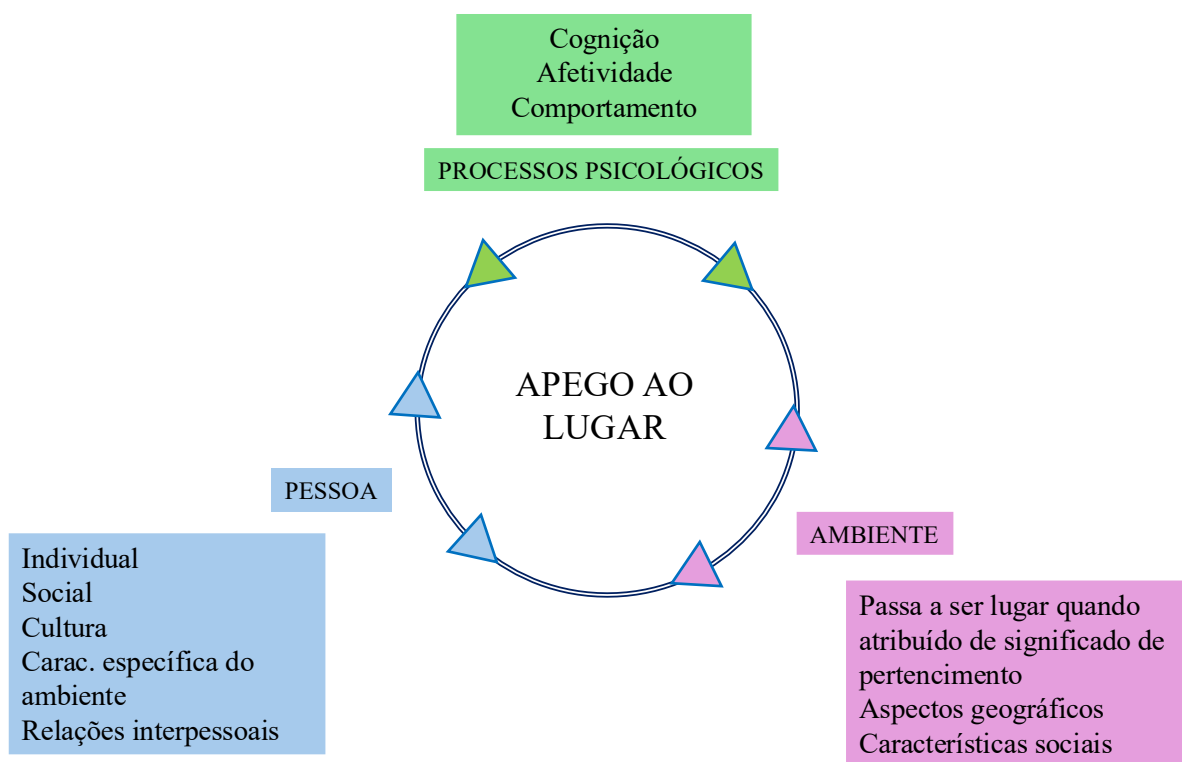 Cognição
Afetividade
Comportamento
PROCESSOS PSICOLÓGICOS
APEGO AO
LUGAR
PESSOA
Individual
Social
Cultura
Carac. específica do
ambiente
Relações interpessoais
AMBIENTE
Passa a ser lugar quando
atribuído de significado de
pertencimento
Aspectos geográficos
Características sociais